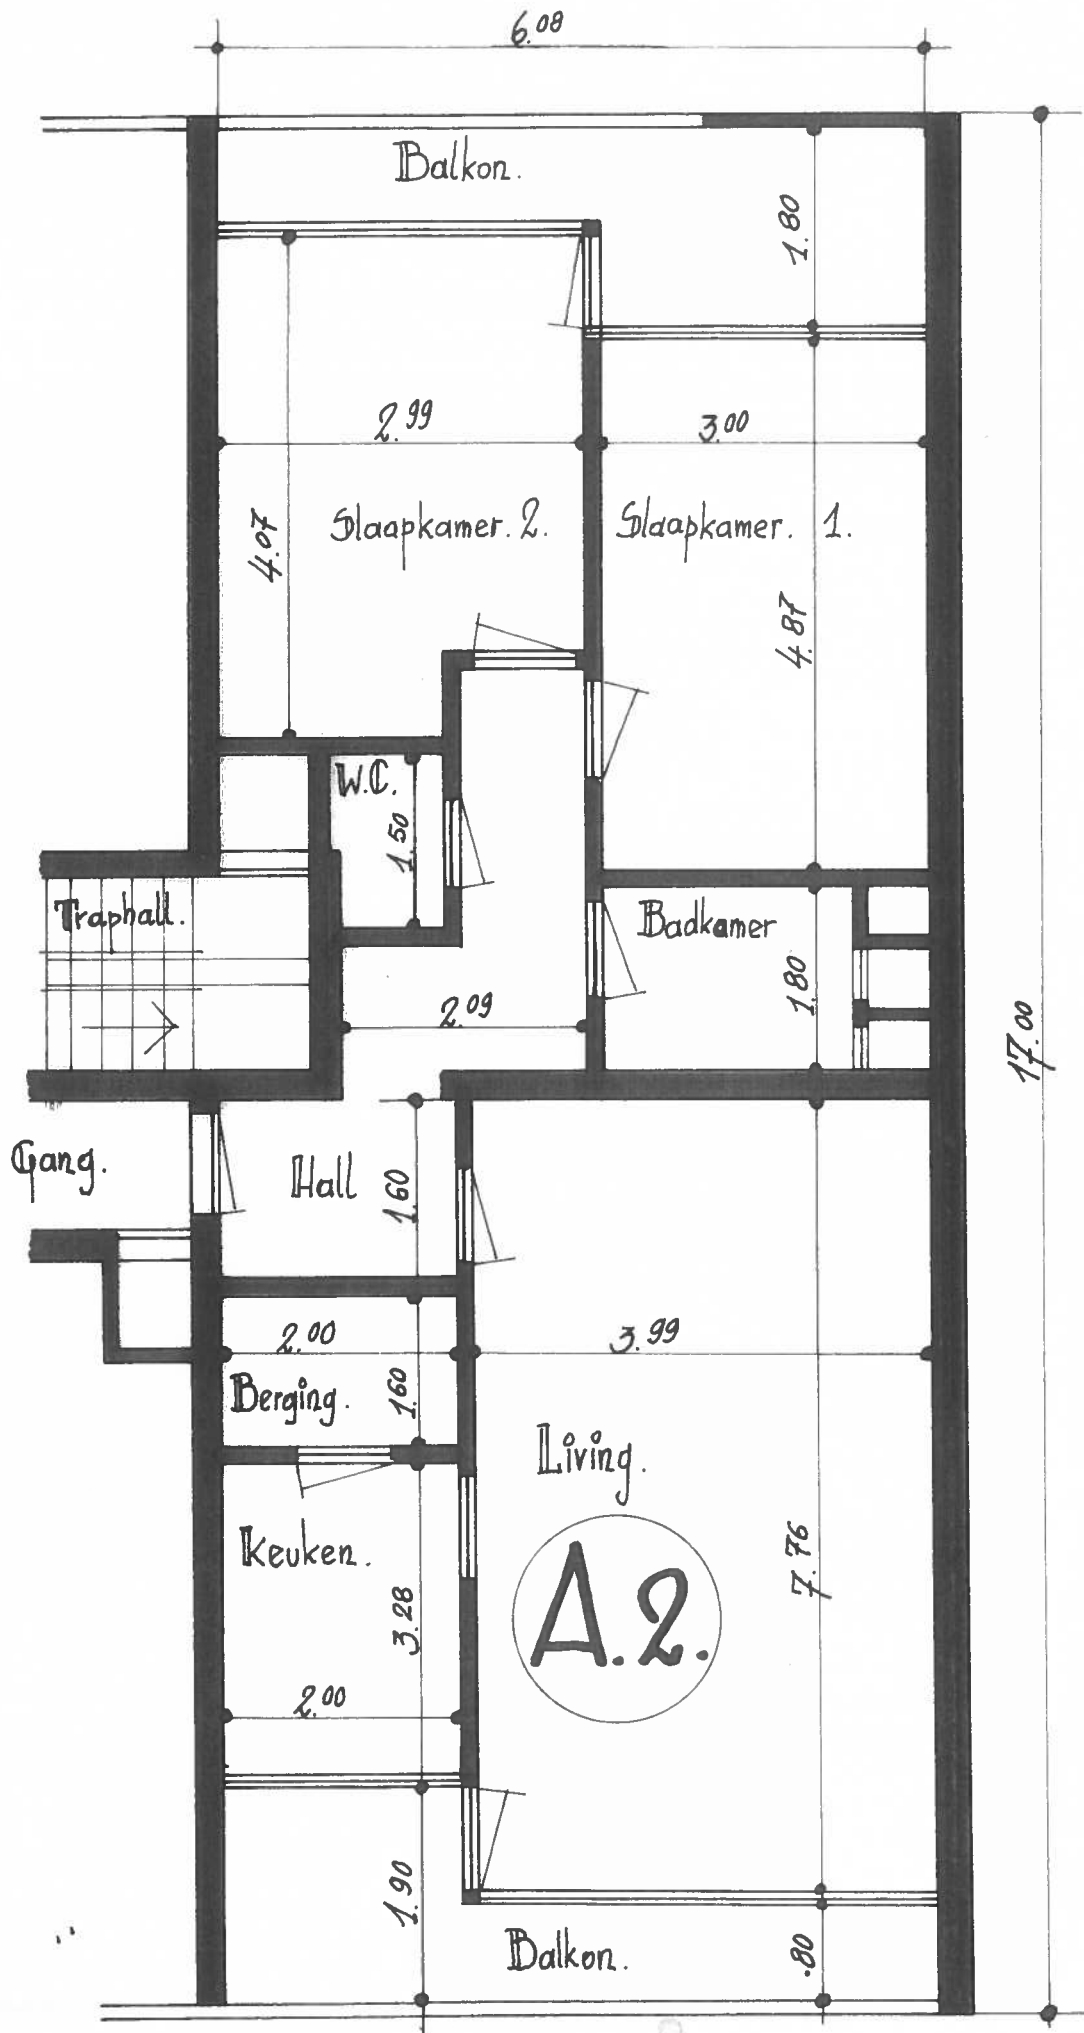 6.08
Balkon.
1.80
2.99
3.00
Slaapkamer. 2.
Slaapkamer. 1.
4.07
4.87
W.C.
1.50
Traphall.
Badkamer
1.80
2.09
17.00
Gang.
Hall
1.60
2.00
3.99
Berging.
1.60
Living.
Keuken.
A.2.
7.76
3.28
2.00
1.90
Balkon.
.80